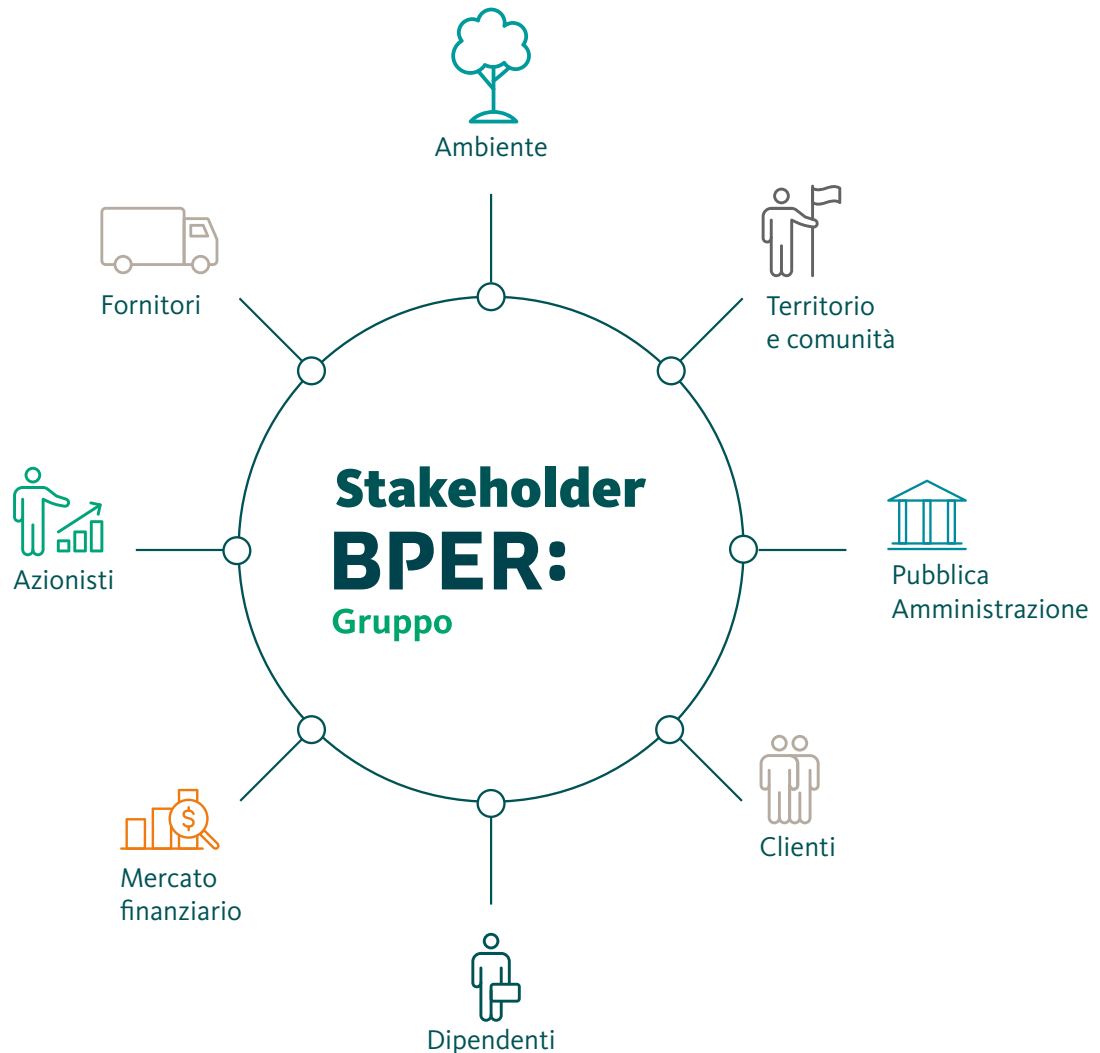 Ambiente
Fornitori
Territorio
e comunità
Stakeholder
BPER:
Gruppo
Azionisti
Pubblica
Amministrazione
Mercato
finanziario
Clienti
Dipendenti
$